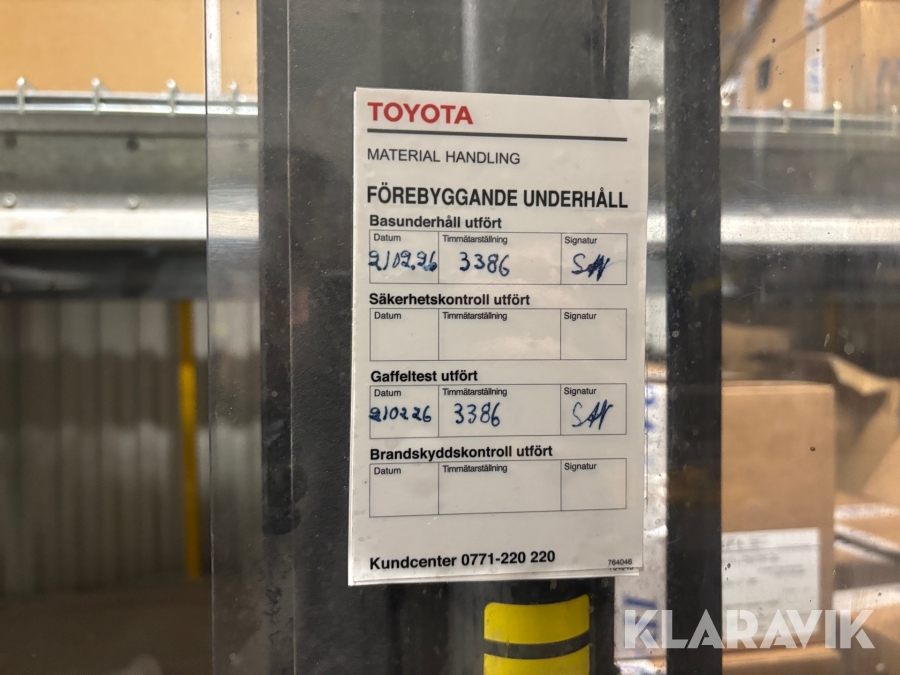 TOYOTA
MATERIAL HANDLING
FÖREBYGGANDE UNDERHÅLL
Basunderhåll utfört
Datum Timmätarställning Signatur
3386
Säkerhetskontroll utfört
Datum Timmätarställning Signatur
Gaffeltest utfört
Datum Timmätarställning Signatur
210226 3386
Brandskyddskontroll utfört
Datum Timmätarställning Signatur
Kundcenter 0771-220 220
764046
KLARAVIK